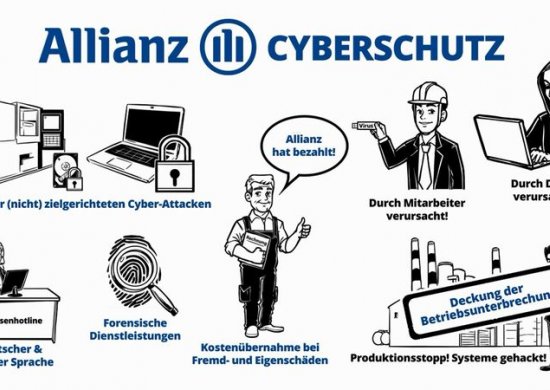 Allianz CYBERSCHUTZ
r (nicht) zielgerichteten Cyber-Attacken
Allianz
hat bezahlt!
Virus
Durch Mitarbeiter
verursacht!
Durch D
verursa
senhotline
tscher &
er Sprache
Forensische
Dienstleistungen
Rechnung
Kostenübernahme bei
Fremd- und Eigenschäden
Deckung der
Betriebsunterbrechun
Produktionsstopp! Systeme gehackt!